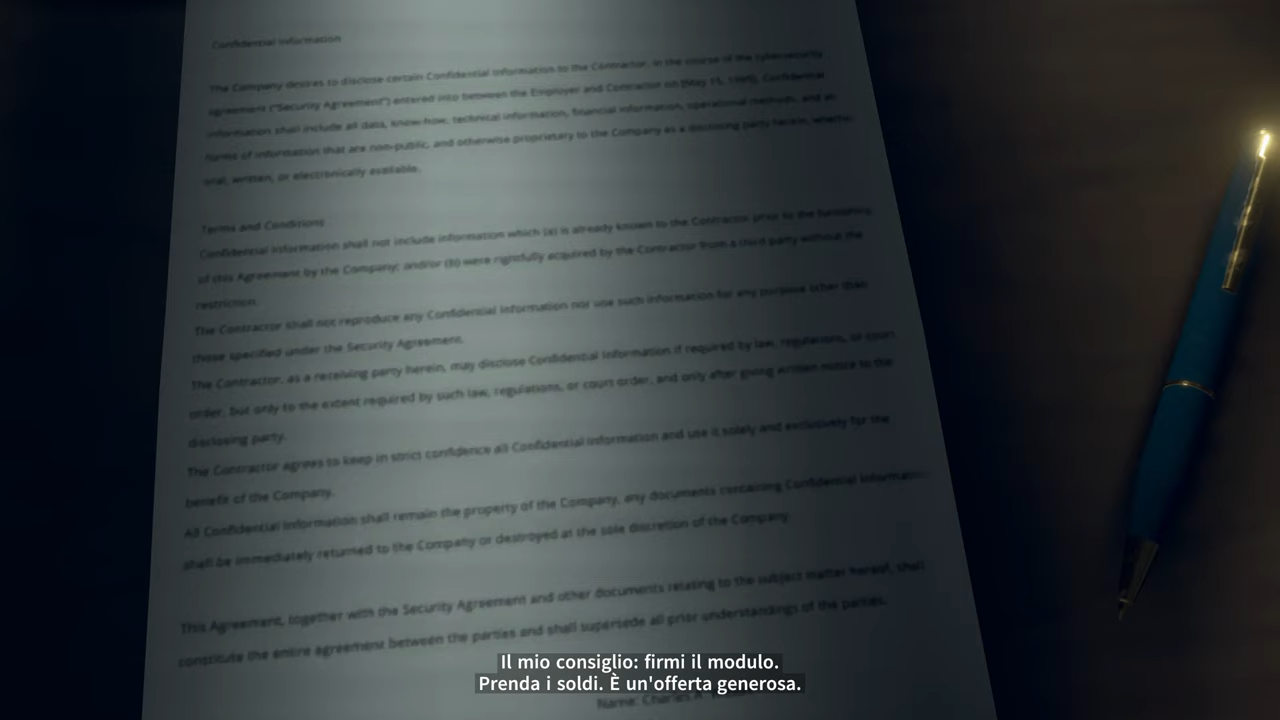 Confidential Information
The Company desires to disclose certain Confidential Information to the Contractor, in the course of the cybersecurity
agreement ("Security Agreement") entered into between the Employer and Contractor on [May 15, 1995]. Confidential
information shall include all data, know-how, technical information, financial information, operational methods, and all
forms of information that are non-public, and otherwise proprietary to the Company as a disclosing party herein, whether
oral, written, or electronically available.
Terms and Conditions
Confidential Information shall not include information which (a) is already known to the Contractor prior to the furnishing
of this Agreement by the Company; and/or (b) were rightfully acquired by the Contractor from a third party without the
restriction.
The Contractor shall not reproduce any Confidential Information nor use such information for any purpose other than
those specified under the Security Agreement.
The Contractor, as a receiving party herein, may disclose Confidential Information if required by law, regulations, or court
order, but only to the extent required by such law, regulations, or court order, and only after giving written notice to the
disclosing party.
The Contractor agrees to keep in strict confidence all Confidential Information and use it solely and exclusively for the
benefit of the Company.
All Confidential Information shall remain the property of the Company, any documents containing Confidential Information
shall be immediately returned to the Company or destroyed at the sole discretion of the Company.
This Agreement, together with the Security Agreement and other documents relating to the subject matter hereof, shall
constitute the entire agreement between the parties and shall supersede all prior understandings of the parties.
Name: Charles
Il mio consiglio: firmi il modulo.
Prenda i soldi. È un'offerta generosa.